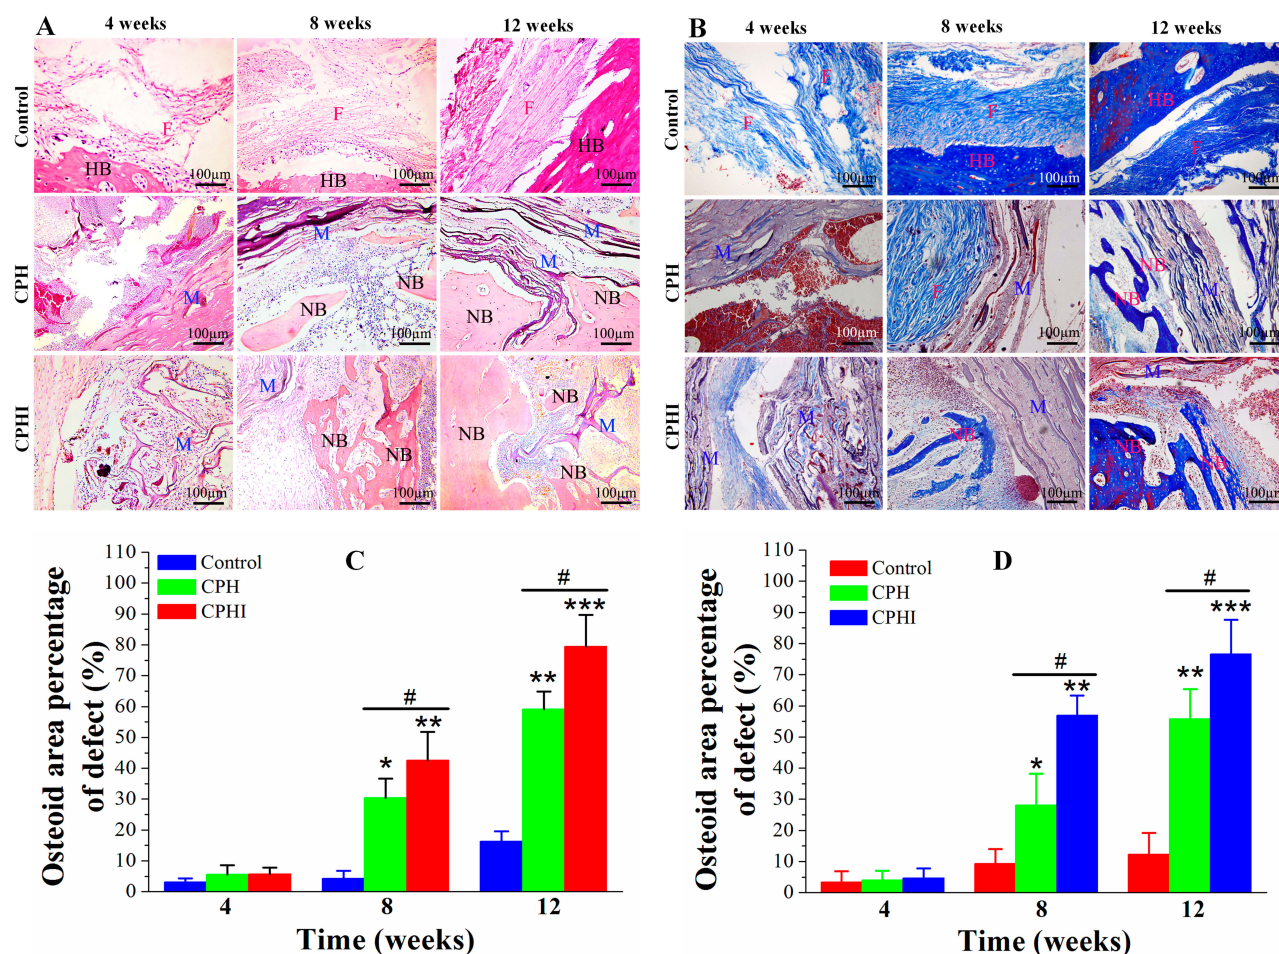 A
4 weeks
8 weeks
12 weeks
Control
F
HB
100μm
F
HB
100μm
F
HB
100μm
CPH
M
100μm
M
NB
NB
100μm
M
M
NB
NB
100μm
CPHI
M
100μm
M
NB
NB
100μm
NB
M
NB
NB
100μm
B
4 weeks
8 weeks
12 weeks
Control
F
F
100μm
F
HB
100μm
HB
F
100μm
CPH
M
100μm
F
M
100μm
NB
NB
M
100μm
CPHI
M
M
100μm
M
NB
100μm
M
NB
NB
100μm
C
Osteoid area percentage
of defect (%)
110
100
90
80
70
60
50
40
30
20
10
0
Control
CPH
CPHI
*
**
#
**
***
#
4
8
12
Time (weeks)
D
Osteoid area percentage
of defect (%)
110
100
90
80
70
60
50
40
30
20
10
0
Control
CPH
CPHI
*
**
#
**
***
#
4
8
12
Time (weeks)